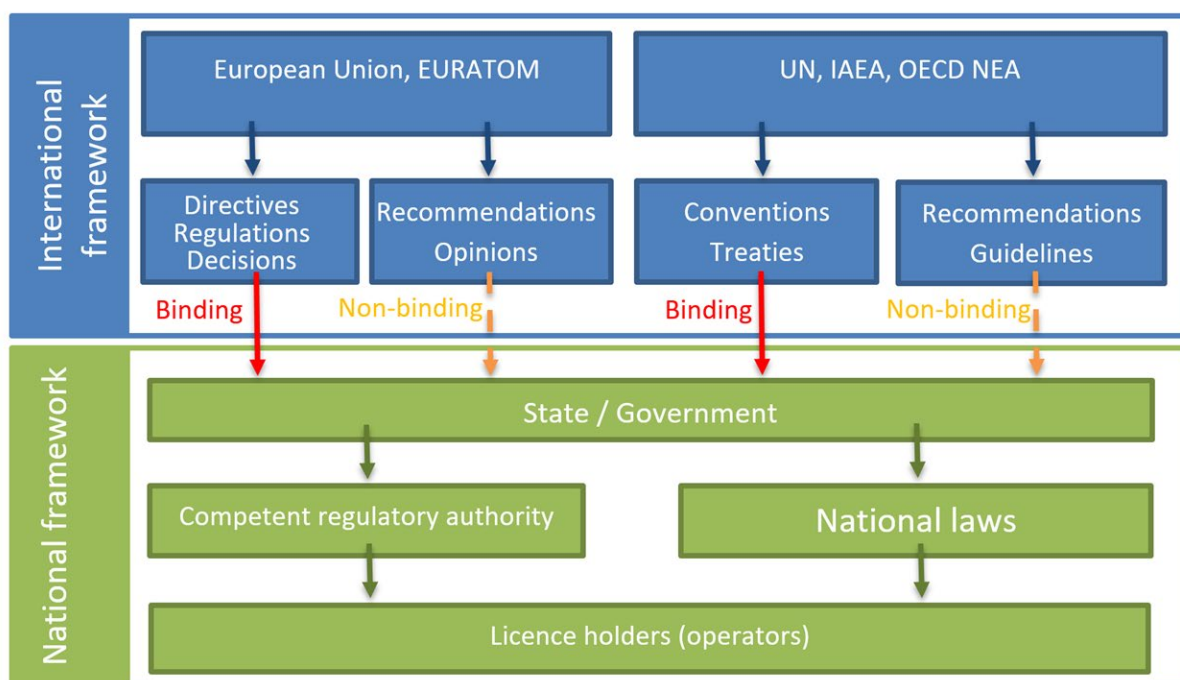 International
framework
European Union, EURATOM
UN, IAEA, OECD NEA
Directives
Regulations
Decisions
Recommendations
Opinions
Conventions
Treaties
Recommendations
Guidelines
Binding
Non-binding
Binding
Non-binding
National framework
State / Government
Competent regulatory authority
National laws
Licence holders (operators)